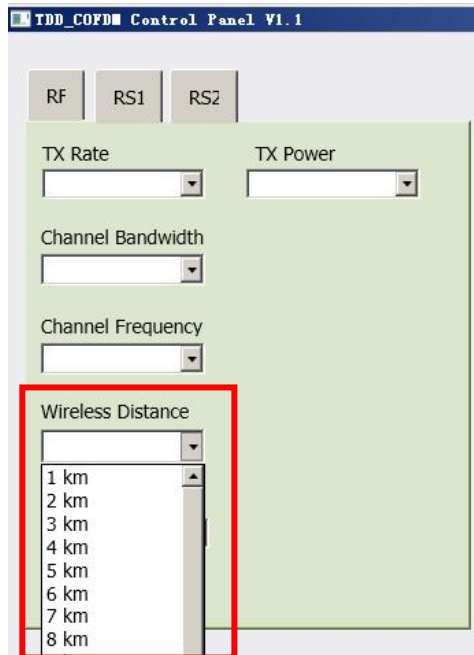 TDD_COFDM Control Panel V1.1
RF RS1 RS2
TX Rate TX Power
Channel Bandwidth
Channel Frequency
Wireless Distance
1 km
2 km
3 km
4 km
5 km
6 km
7 km
8 km